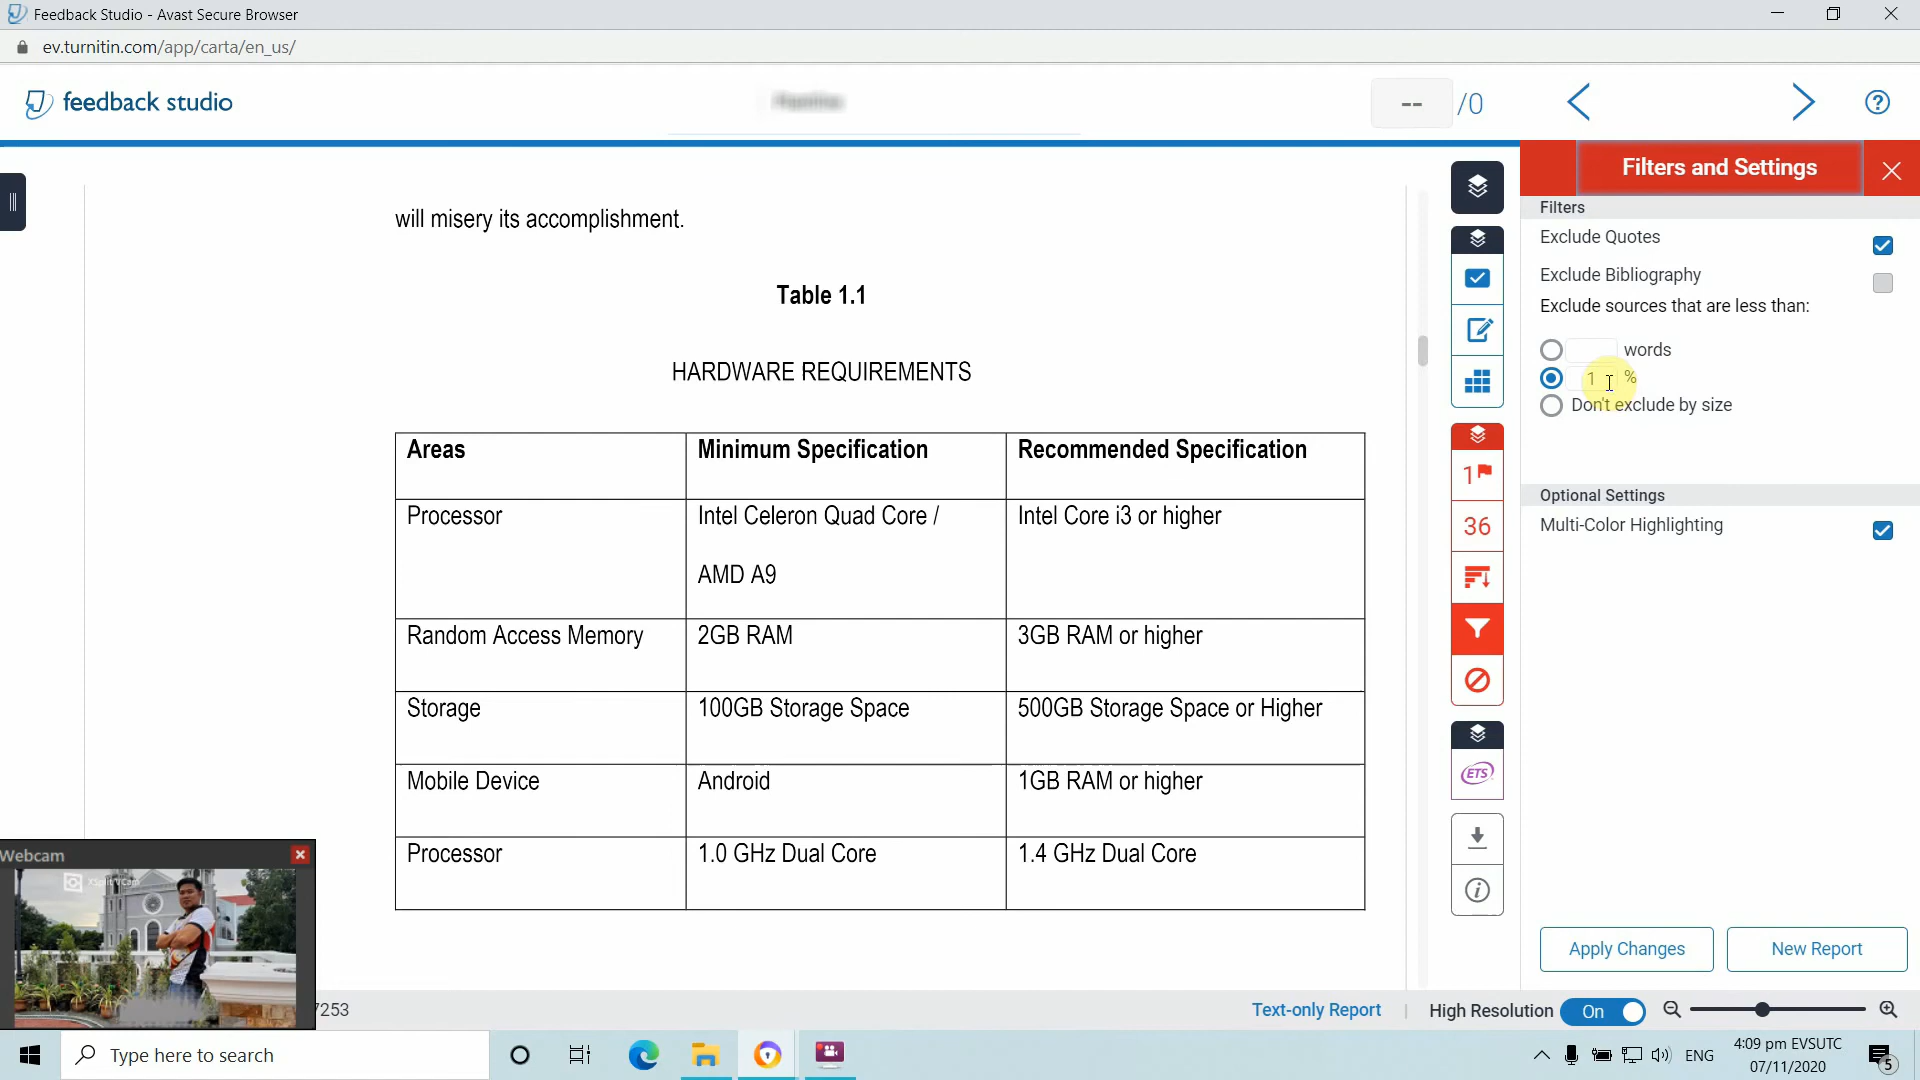 Feedback Studio - Avast Secure Browser
ev.turnitin.com/app/carta/en_us/
feedback studio
-- /0
Filters and Settings
Filters
Exclude Quotes
Exclude Bibliography
Exclude sources that are less than:
words
1 %
Don't exclude by size
Optional Settings
Multi-Color Highlighting
Apply Changes
New Report
1
36
ETS
will misery its accomplishment.
Table 1.1
HARDWARE REQUIREMENTS
Areas Minimum Specification Recommended Specification
Processor Intel Celeron Quad Core / Intel Core i3 or higher
AMD A9
Random Access Memory 2GB RAM 3GB RAM or higher
Storage 100GB Storage Space 500GB Storage Space or Higher
Mobile Device Android 1GB RAM or higher
Processor 1.0 GHz Dual Core 1.4 GHz Dual Core
Webcam
XSplit VCam
7253
Text-only Report
High Resolution On
Type here to search
ENG
4:09 pm EVSUTC
07/11/2020
5